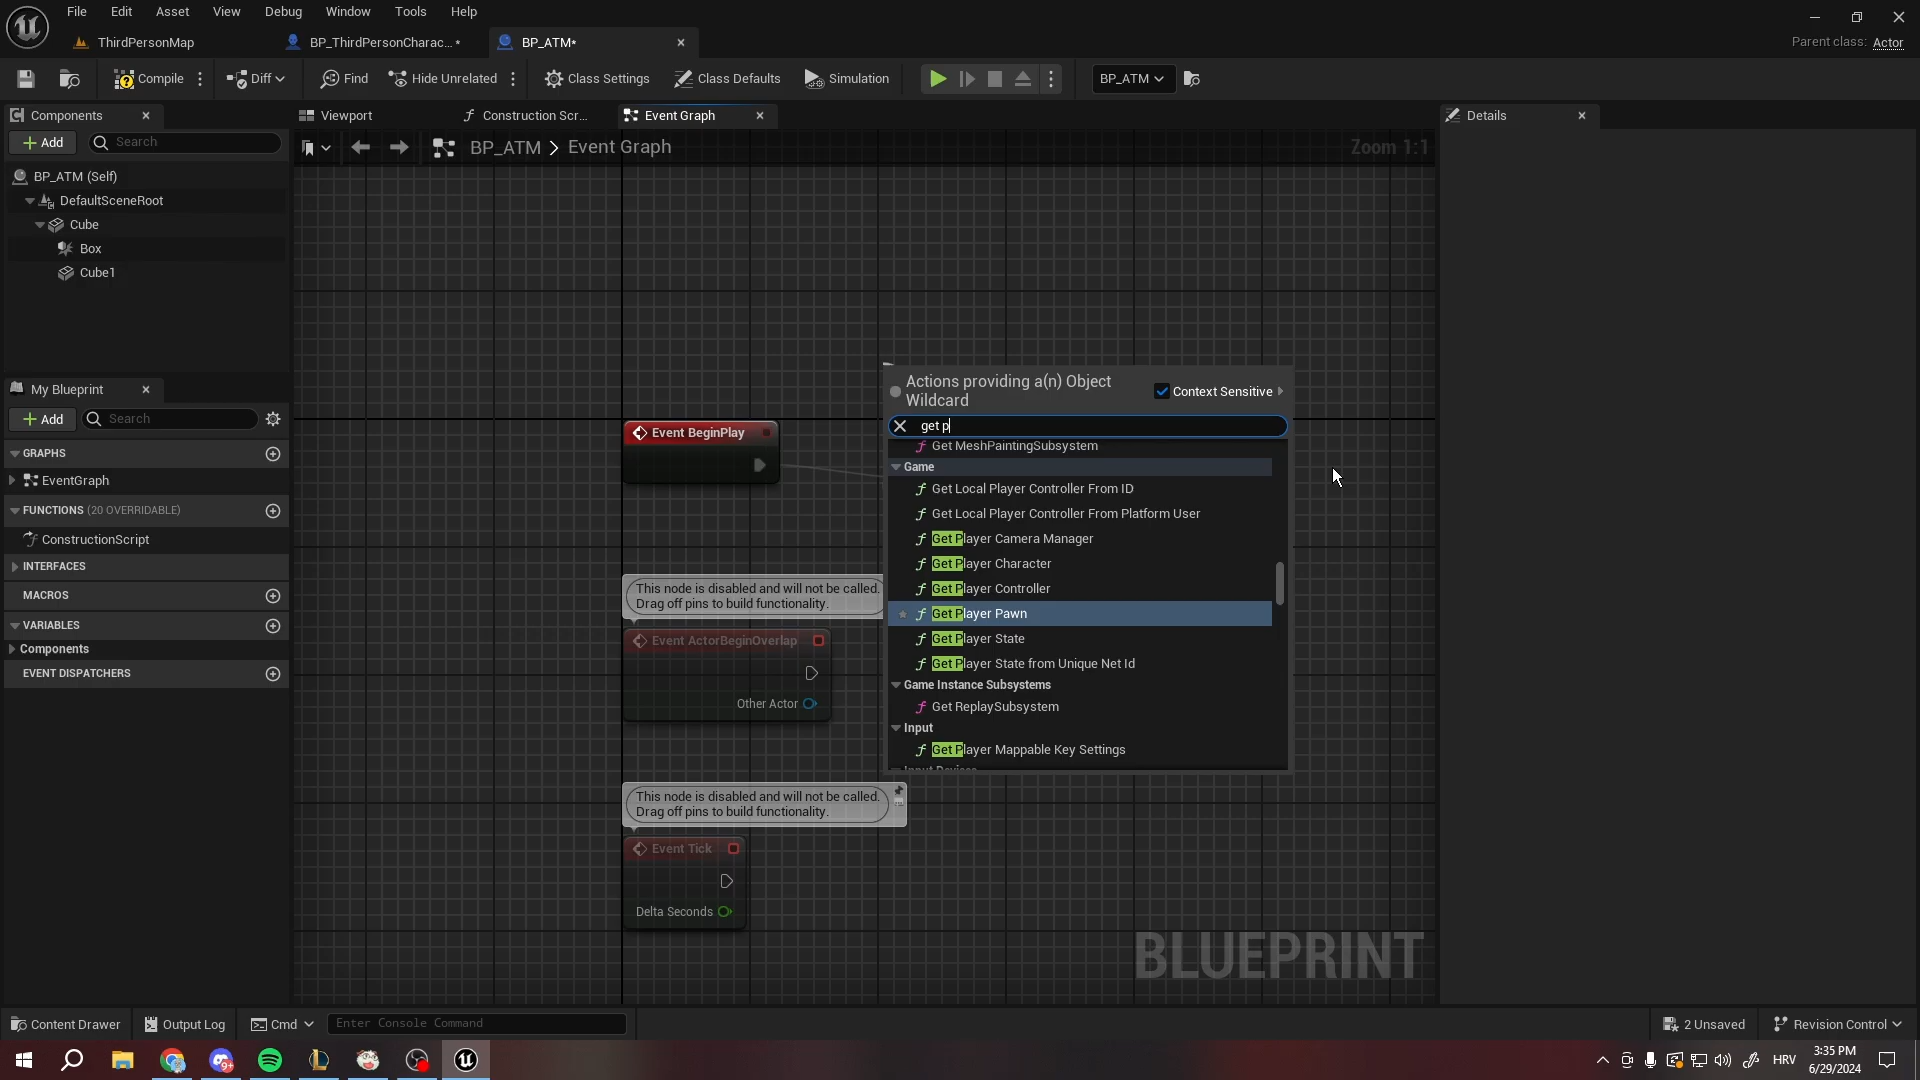 File Edit Asset View Debug Window Tools Help
ThirdPersonMap
BP_ThirdPersonCharac... *
BP_ATM*
Parent class: Actor
Compile
Diff
Find
Hide Unrelated
Class Settings
Class Defaults
Simulation
BP_ATM
Components
Add
Search
BP_ATM (Self)
DefaultSceneRoot
Cube
Box
Cube1
My Blueprint
Add
Search
GRAPHS
EventGraph
FUNCTIONS (20 OVERRIDABLE)
ConstructionScript
INTERFACES
MACROS
VARIABLES
Components
EVENT DISPATCHERS
Viewport
Construction Scr...
Event Graph
BP_ATM > Event Graph
Zoom 1:1
Event BeginPlay
This node is disabled and will not be called.
Drag off pins to build functionality.
Event ActorBeginOverlap
Other Actor
This node is disabled and will not be called.
Drag off pins to build functionality.
Event Tick
Delta Seconds
Actions providing a(n) Object
Wildcard
Context Sensitive
get p
Get MeshPaintingSubsystem
Game
Get Local Player Controller From ID
Get Local Player Controller From Platform User
Get Player Camera Manager
Get Player Character
Get Player Controller
Get Player Pawn
Get Player State
Get Player State from Unique Net Id
Game Instance Subsystems
Get ReplaySubsystem
Input
Get Player Mappable Key Settings
Input Devices
BLUEPRINT
Details
Content Drawer
Output Log
Cmd
Enter Console Command
2 Unsaved
Revision Control
9+
HRV
3:35 PM
6/29/2024